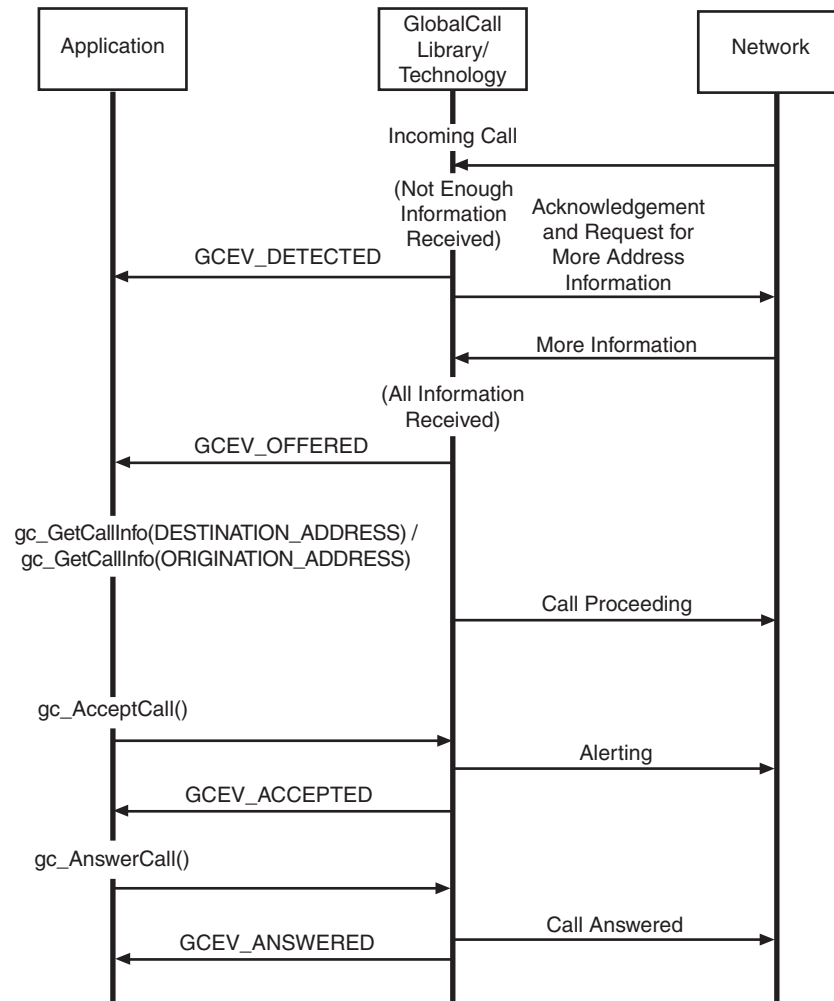 Application
GlobalCall
Library/
Technology
Network
Incoming Call
(Not Enough
Information
Received)
Acknowledgement
and Request for
More Address
Information
GCEV_DETECTED
More Information
(All Information
Received)
GCEV_OFFERED
gc_GetCallInfo(DESTINATION_ADDRESS) /
gc_GetCallInfo(ORIGINATION_ADDRESS)
Call Proceeding
gc_AcceptCall()
Alerting
GCEV_ACCEPTED
gc_AnswerCall()
Call Answered
GCEV_ANSWERED